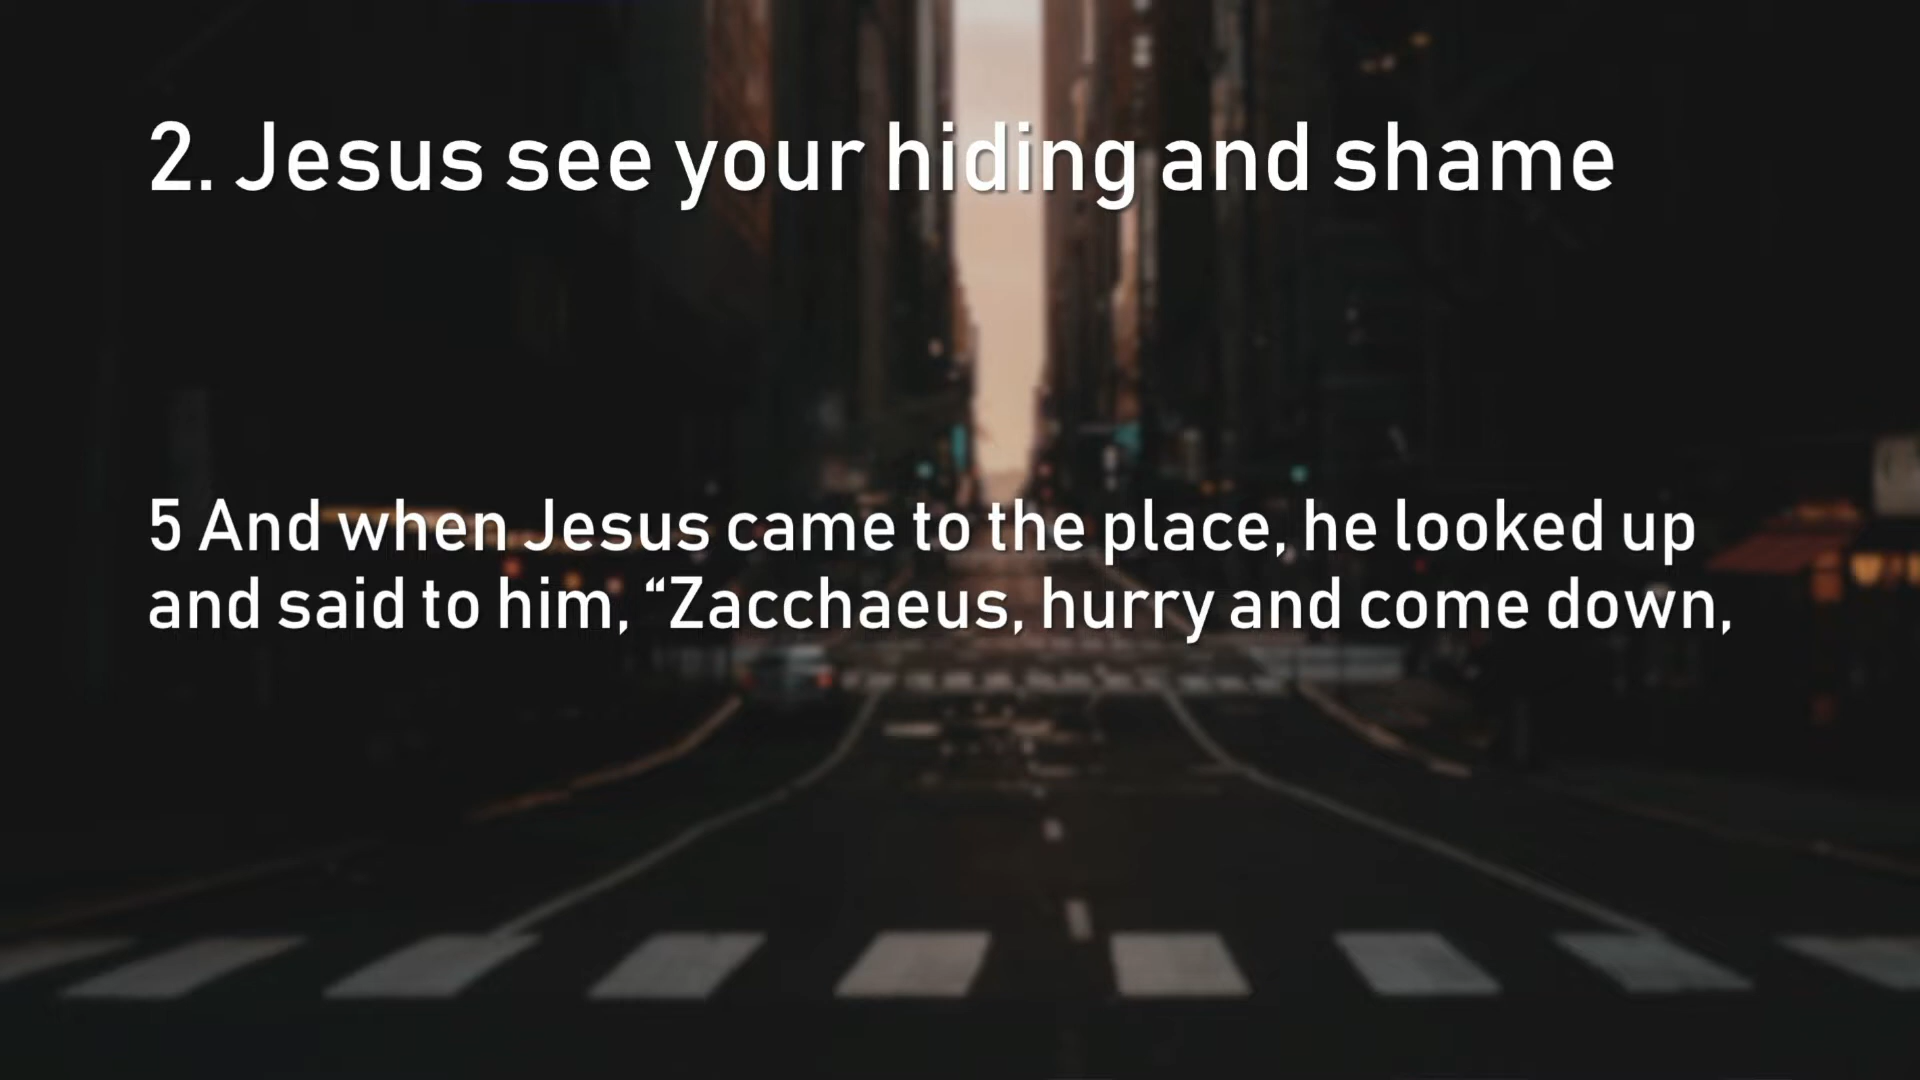 2. Jesus see your hiding and shame
5 And when Jesus came to the place, he looked up
and said to him, “Zacchaeus, hurry and come down,